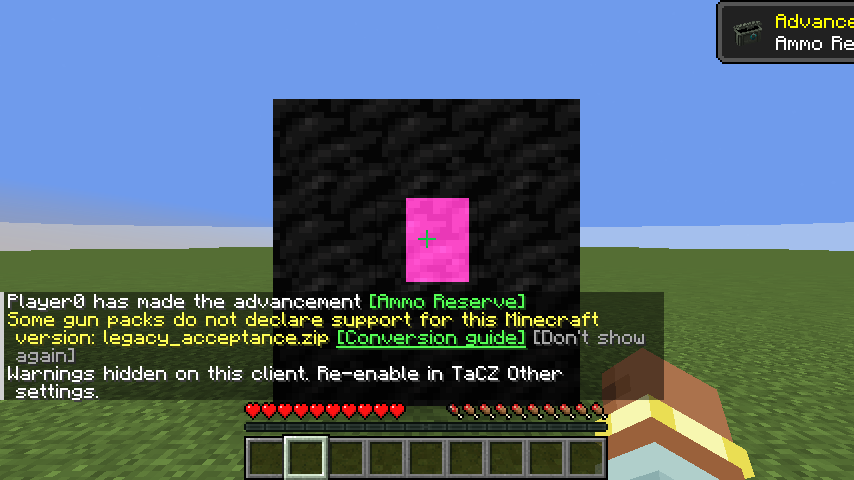 Advance
Ammo Re
Player0 has made the advancement [Ammo Reserve]
Some gun packs do not declare support for this Minecraft
version: legacy_acceptance.zip [Conversion guide] [Don't show
again]
Warnings hidden on this client. Re-enable in TaCZ Other
settings.